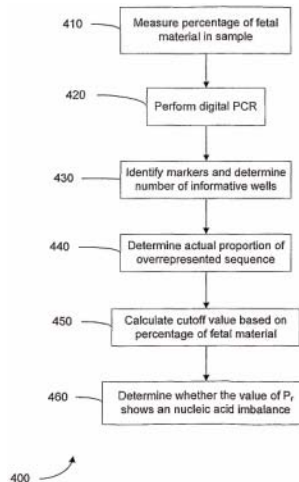 410
Measure percentage of fetal
material in sample
420
Perform digital PCR
430
Identify markers and determine
number of informative wells
440
Determine actual proportion of
overrepresented sequence
450
Calculate cutoff value based on
percentage of fetal material
460
Determine whether the value of Pr
shows an nucleic acid imbalance
400